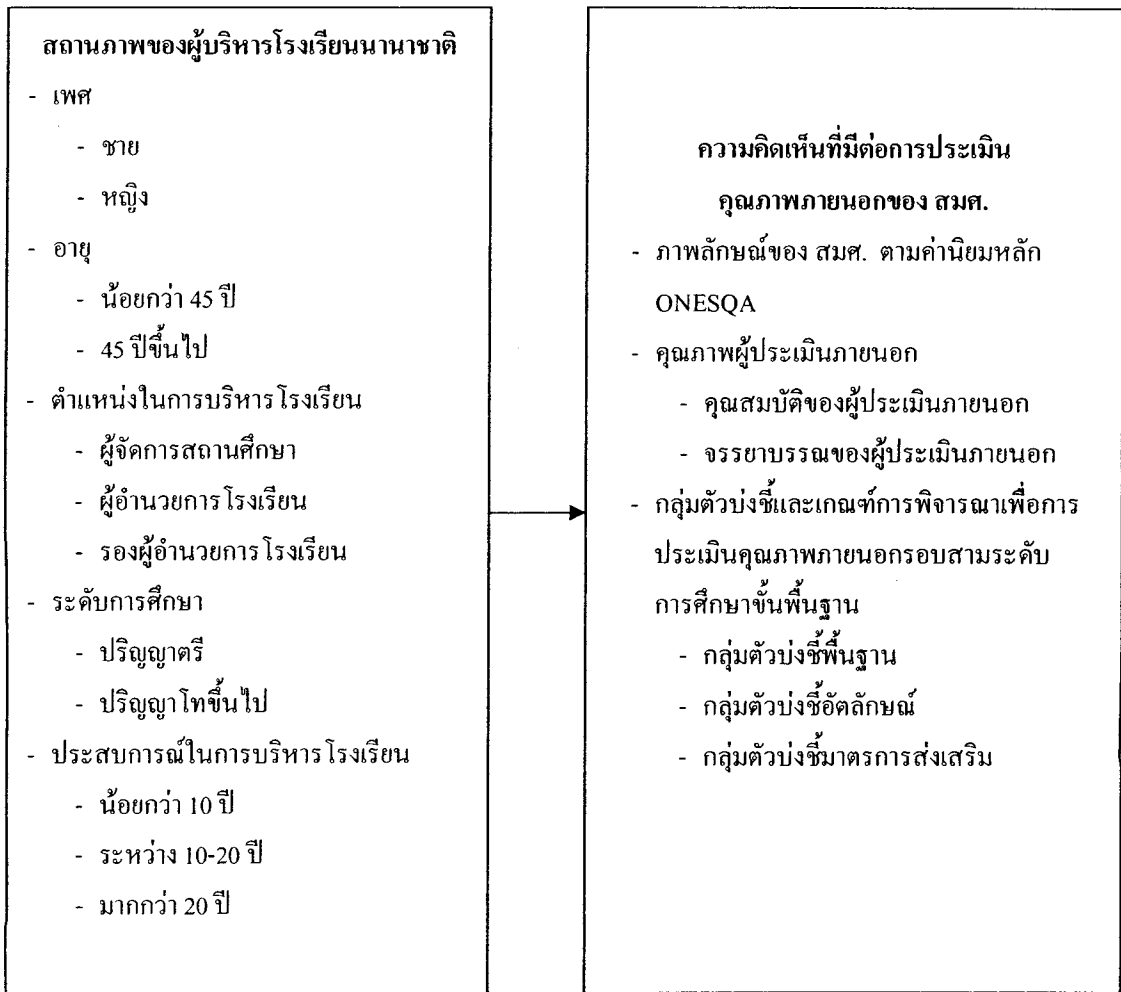 สถานภาพของผู้บริหารโรงเรียนนานาชาติ
- เพศ
- ชาย
- หญิง
- อายุ
- น้อยกว่า 45 ปี
- 45 ปีขึ้นไป
- ตำแหน่งในการบริหารโรงเรียน
- ผู้จัดการสถานศึกษา
- ผู้อำนวยการโรงเรียน
- รองผู้อำนวยการโรงเรียน
- ระดับการศึกษา
- ปริญญาตรี
- ปริญญาโทขึ้นไป
- ประสบการณ์ในการบริหารโรงเรียน
- น้อยกว่า 10 ปี
- ระหว่าง 10-20 ปี
- มากกว่า 20 ปี
ความคิดเห็นที่มีต่อการประเมิน
คุณภาพภายนอกของ สมศ.
- ภาพลักษณ์ของ สมศ. ตามค่านิยมหลัก
ONESQA
- คุณภาพผู้ประเมินภายนอก
- คุณสมบัติของผู้ประเมินภายนอก
- จรรยาบรรณของผู้ประเมินภายนอก
- กลุ่มตัวบ่งชี้และเกณฑ์การพิจารณาเพื่อการ
ประเมินคุณภาพภายนอกรอบสามระดับ
การศึกษาขั้นพื้นฐาน
- กลุ่มตัวบ่งชี้พื้นฐาน
- กลุ่มตัวบ่งชี้อัตลักษณ์
- กลุ่มตัวบ่งชี้มาตรการส่งเสริม